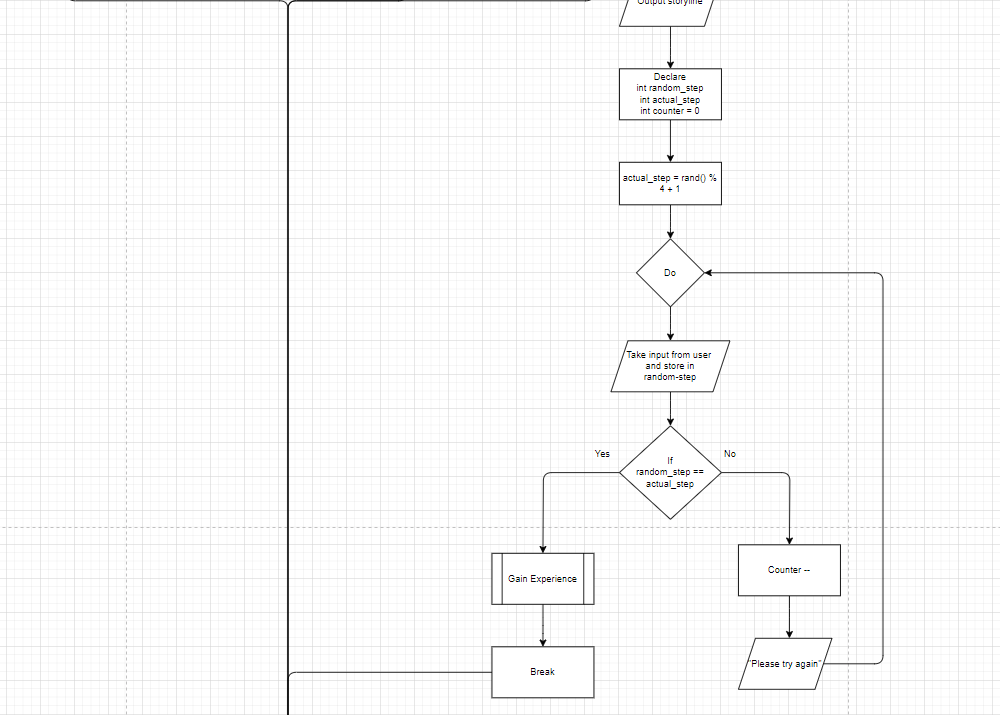 Output storyline
Declare
int random_step
int actual_step
int counter = 0
actual_step = rand() %
4 + 1
Do
Take input from user
and store in
random-step
Yes
No
If
random_step ==
actual_step
Gain Experience
Counter --
Break
"Please try again"